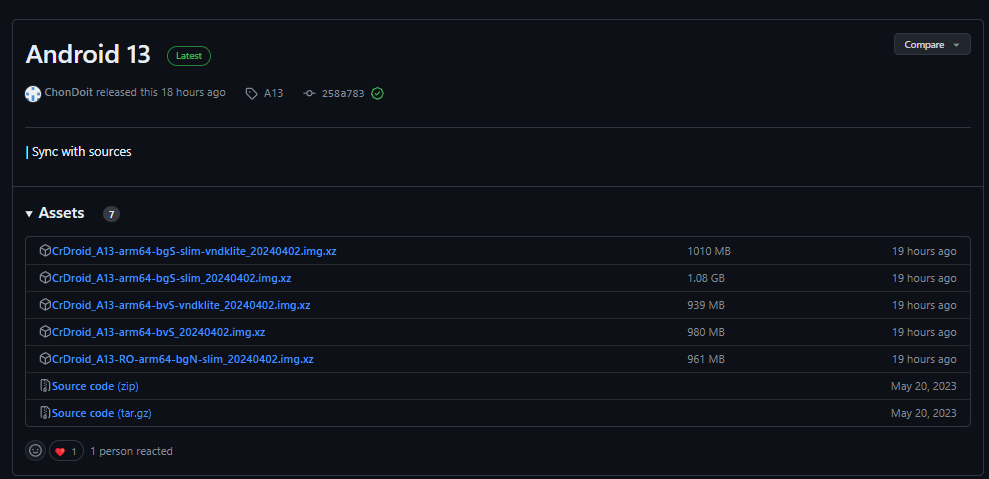 Android 13 Latest Compare
ChonDoit released this 18 hours ago A13 258a783
Sync with sources
Assets 7
CrDroid_A13-arm64-bgS-slim-vndklite_20240402.img.xz 1010 MB 19 hours ago
CrDroid_A13-arm64-bgS-slim_20240402.img.xz 1.08 GB 19 hours ago
CrDroid_A13-arm64-bvS-vndklite_20240402.img.xz 939 MB 19 hours ago
CrDroid_A13-arm64-bvS_20240402.img.xz 980 MB 19 hours ago
CrDroid_A13-RO-arm64-bgN-slim_20240402.img.xz 961 MB 19 hours ago
Source code (zip) May 20, 2023
Source code (tar.gz) May 20, 2023
1 1 person reacted